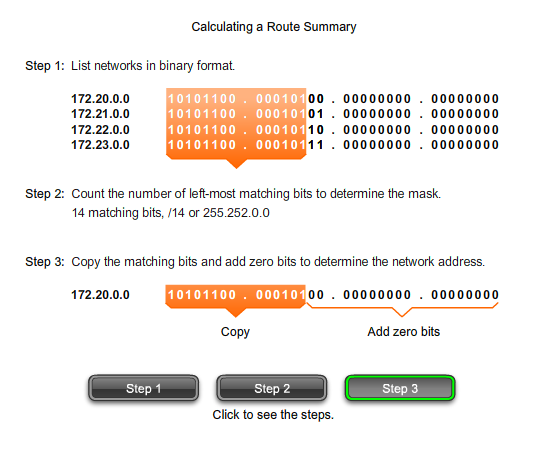 Calculating a Route Summary
Step 1: List networks in binary format.
172.20.0.0 10101100 . 00010100 . 00000000 . 00000000
172.21.0.0 10101100 . 00010101 . 00000000 . 00000000
172.22.0.0 10101100 . 00010110 . 00000000 . 00000000
172.23.0.0 10101100 . 00010111 . 00000000 . 00000000
Step 2: Count the number of left-most matching bits to determine the mask.
14 matching bits, /14 or 255.252.0.0
Step 3: Copy the matching bits and add zero bits to determine the network address.
172.20.0.0 10101100 . 00010100 . 00000000 . 00000000
Copy Add zero bits
Step 1 Step 2 Step 3
Click to see the steps.